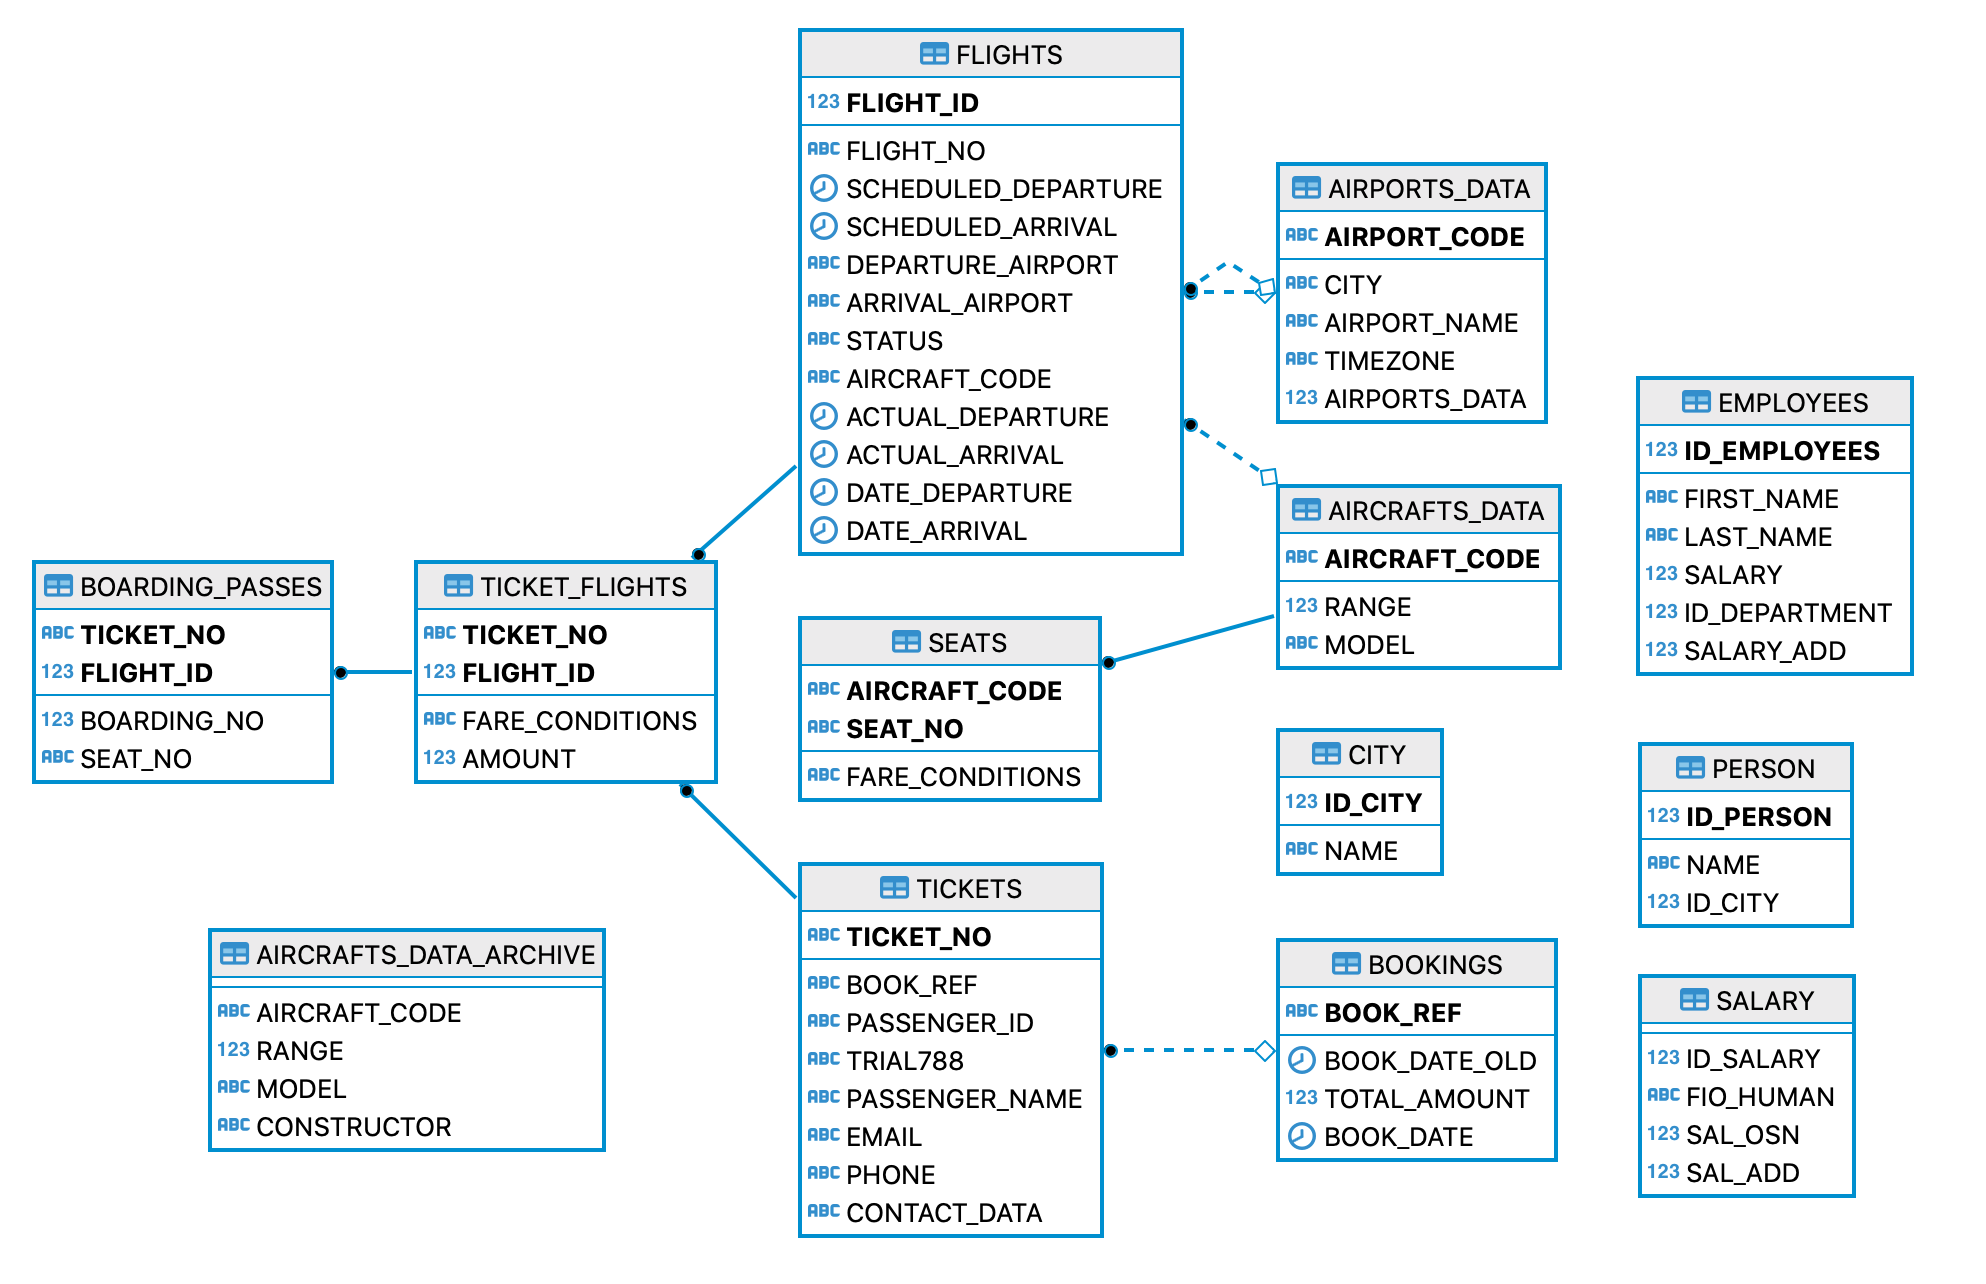 FLIGHTS
123 FLIGHT_ID
ABC FLIGHT_NO
SCHEDULED_DEPARTURE
SCHEDULED_ARRIVAL
ABC DEPARTURE_AIRPORT
ABC ARRIVAL_AIRPORT
ABC STATUS
ABC AIRCRAFT_CODE
ACTUAL_DEPARTURE
ACTUAL_ARRIVAL
DATE_DEPARTURE
DATE_ARRIVAL
AIRPORTS_DATA
ABC AIRPORT_CODE
ABC CITY
ABC AIRPORT_NAME
ABC TIMEZONE
123 AIRPORTS_DATA
EMPLOYEES
123 ID_EMPLOYEES
ABC FIRST_NAME
ABC LAST_NAME
123 SALARY
123 ID_DEPARTMENT
123 SALARY_ADD
AIRCRAFTS_DATA
ABC AIRCRAFT_CODE
123 RANGE
ABC MODEL
BOARDING_PASSES
ABC TICKET_NO
123 FLIGHT_ID
123 BOARDING_NO
ABC SEAT_NO
TICKET_FLIGHTS
ABC TICKET_NO
123 FLIGHT_ID
ABC FARE_CONDITIONS
123 AMOUNT
SEATS
ABC AIRCRAFT_CODE
ABC SEAT_NO
ABC FARE_CONDITIONS
CITY
123 ID_CITY
ABC NAME
PERSON
123 ID_PERSON
ABC NAME
123 ID_CITY
TICKETS
ABC TICKET_NO
ABC BOOK_REF
ABC PASSENGER_ID
ABC TRIAL788
ABC PASSENGER_NAME
ABC EMAIL
ABC PHONE
ABC CONTACT_DATA
AIRCRAFTS_DATA_ARCHIVE
ABC AIRCRAFT_CODE
123 RANGE
ABC MODEL
ABC CONSTRUCTOR
BOOKINGS
ABC BOOK_REF
BOOK_DATE_OLD
123 TOTAL_AMOUNT
BOOK_DATE
SALARY
123 ID_SALARY
ABC FIO_HUMAN
123 SAL_OSN
123 SAL_ADD